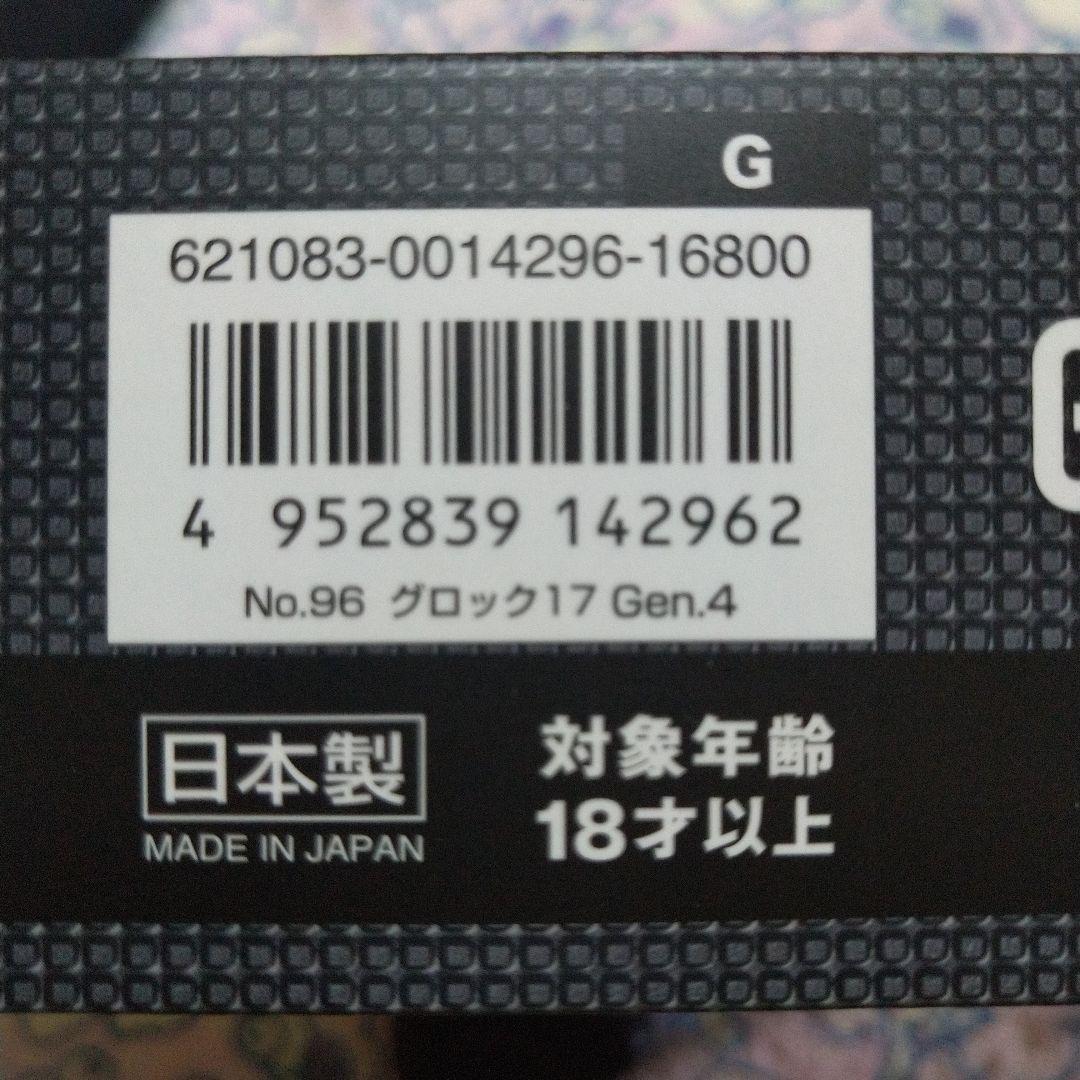 G
621083-0014296-16800
4 952839 142962
No.96 グロック17 Gen.4
日本製
MADE IN JAPAN
対象年齢
18才以上